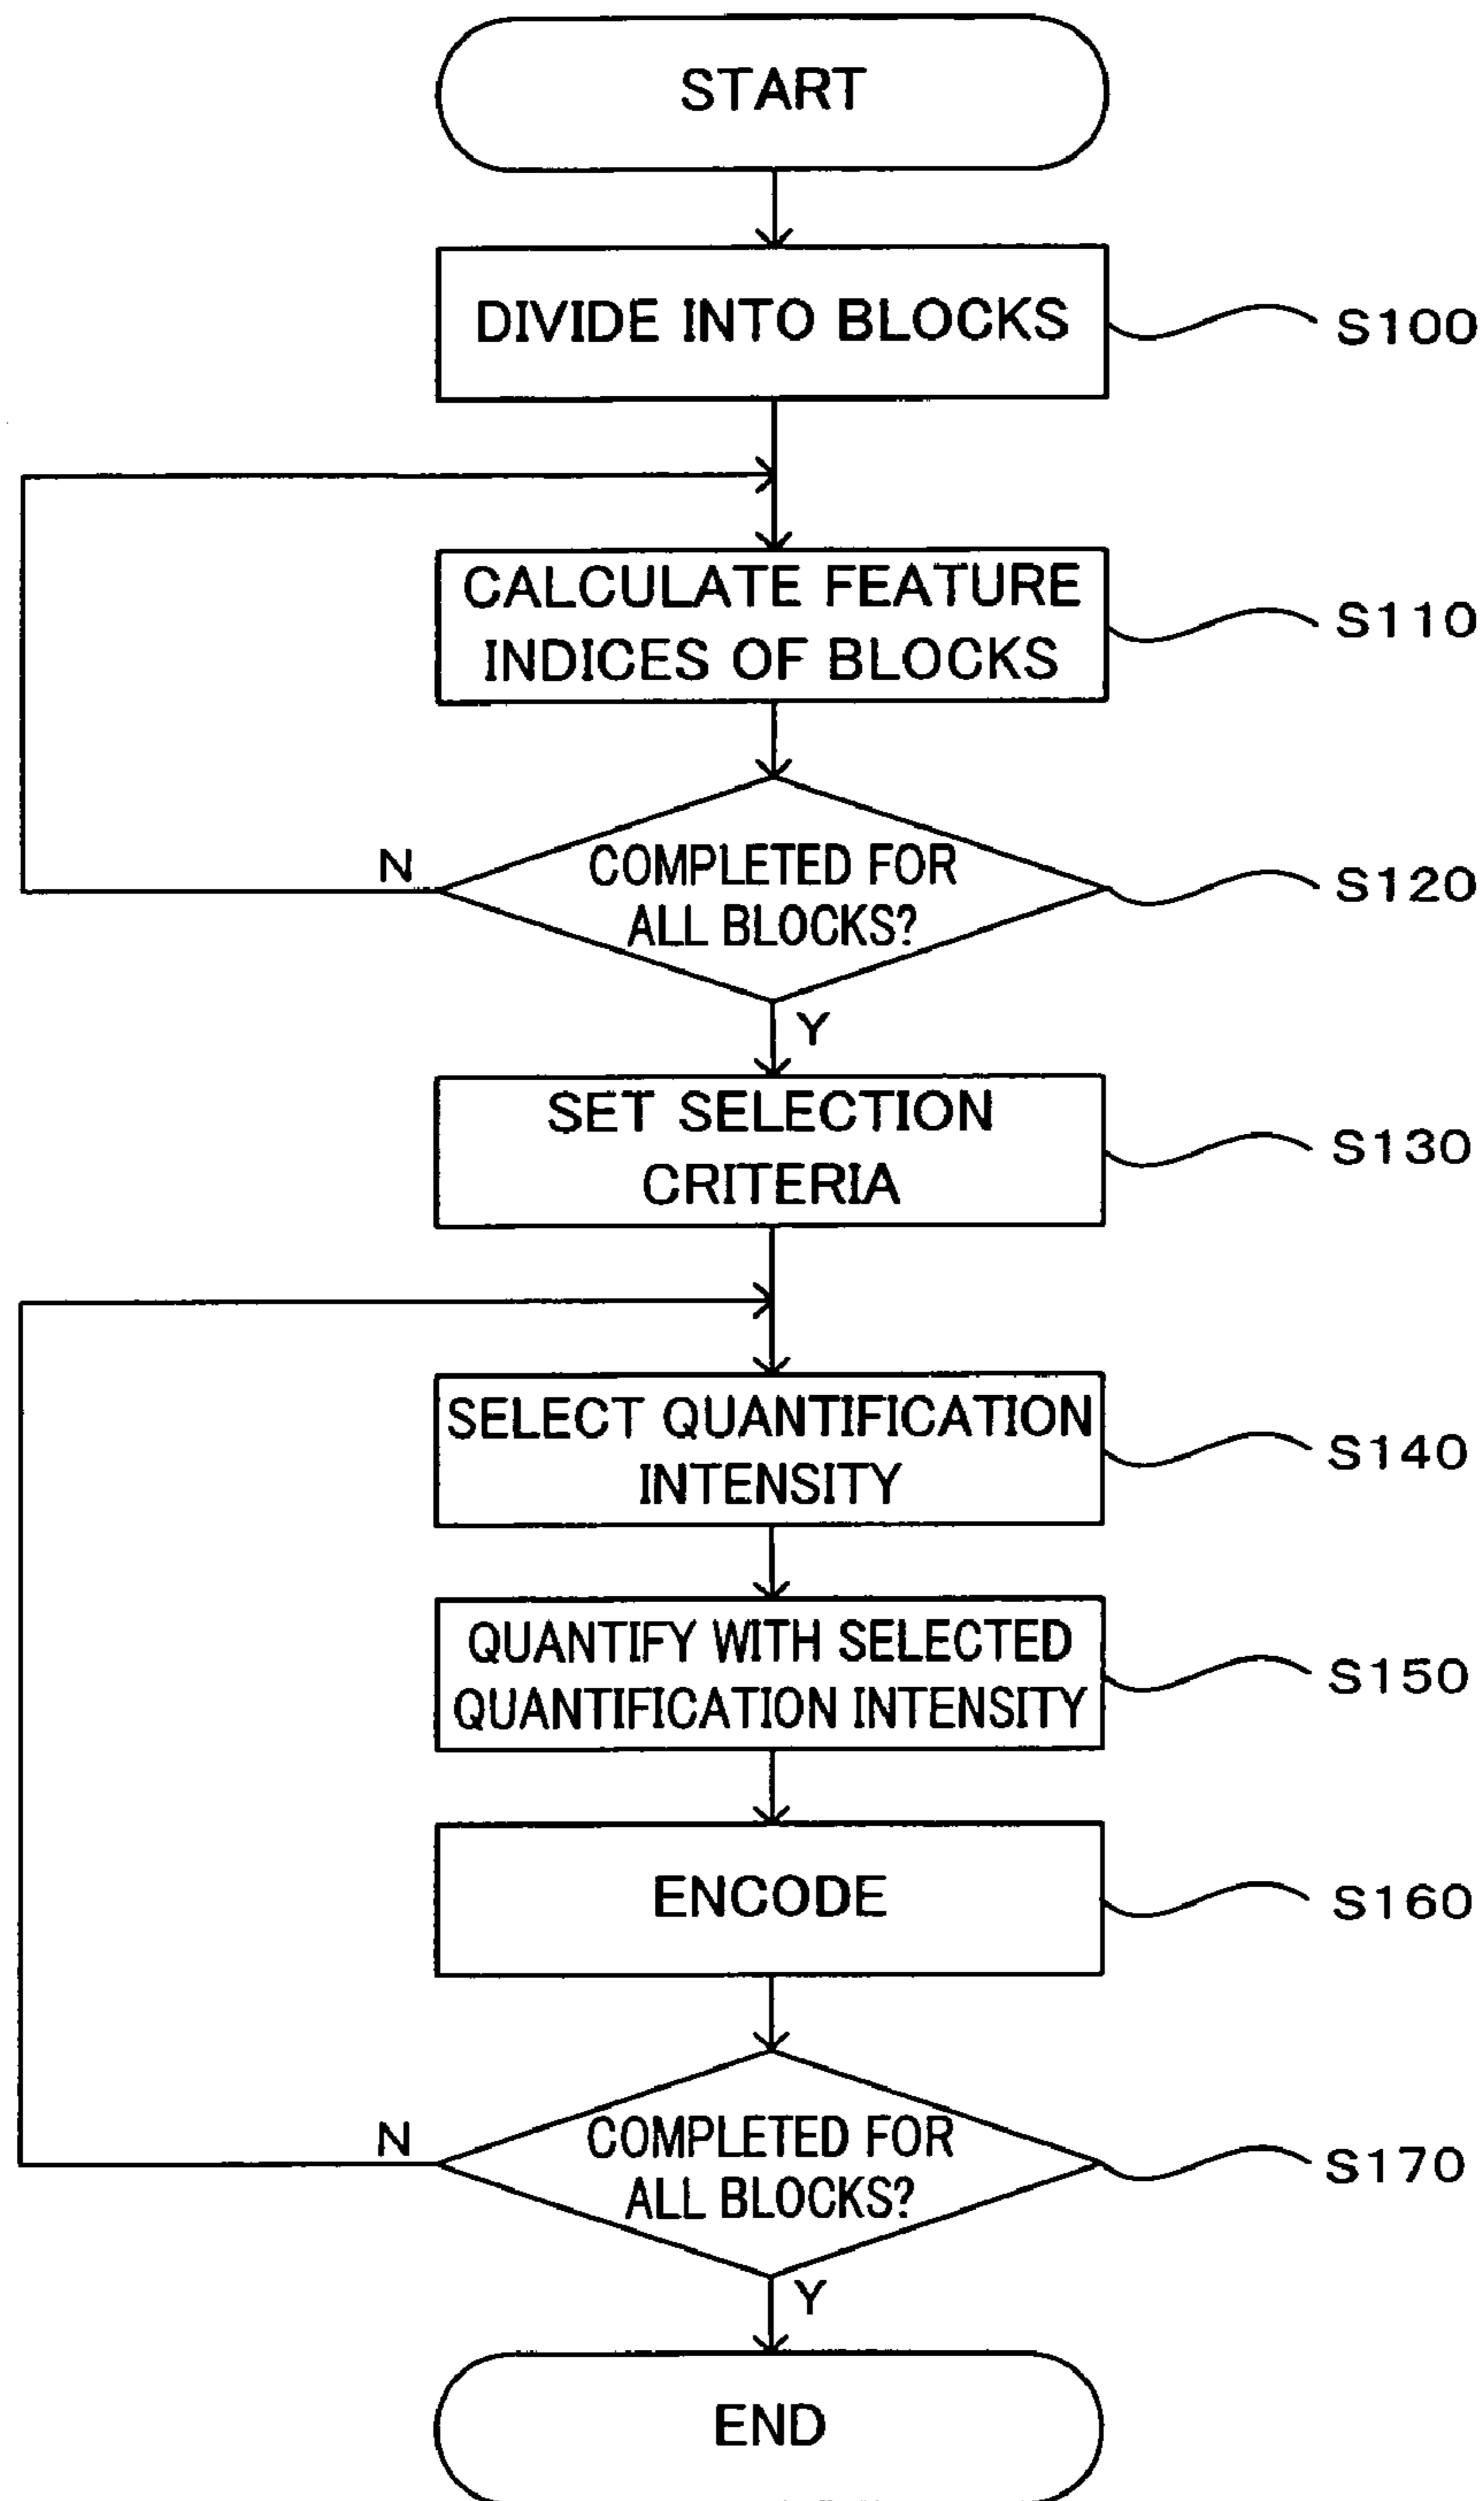 START
DIVIDE INTO BLOCKS
S100
CALCULATE FEATURE
INDICES OF BLOCKS
S110
N
COMPLETED FOR
ALL BLOCKS?
S120
Y
SET SELECTION
CRITERIA
S130
SELECT QUANTIFICATION
INTENSITY
S140
QUANTIFY WITH SELECTED
QUANTIFICATION INTENSITY
S150
ENCODE
S160
N
COMPLETED FOR
ALL BLOCKS?
S170
Y
END